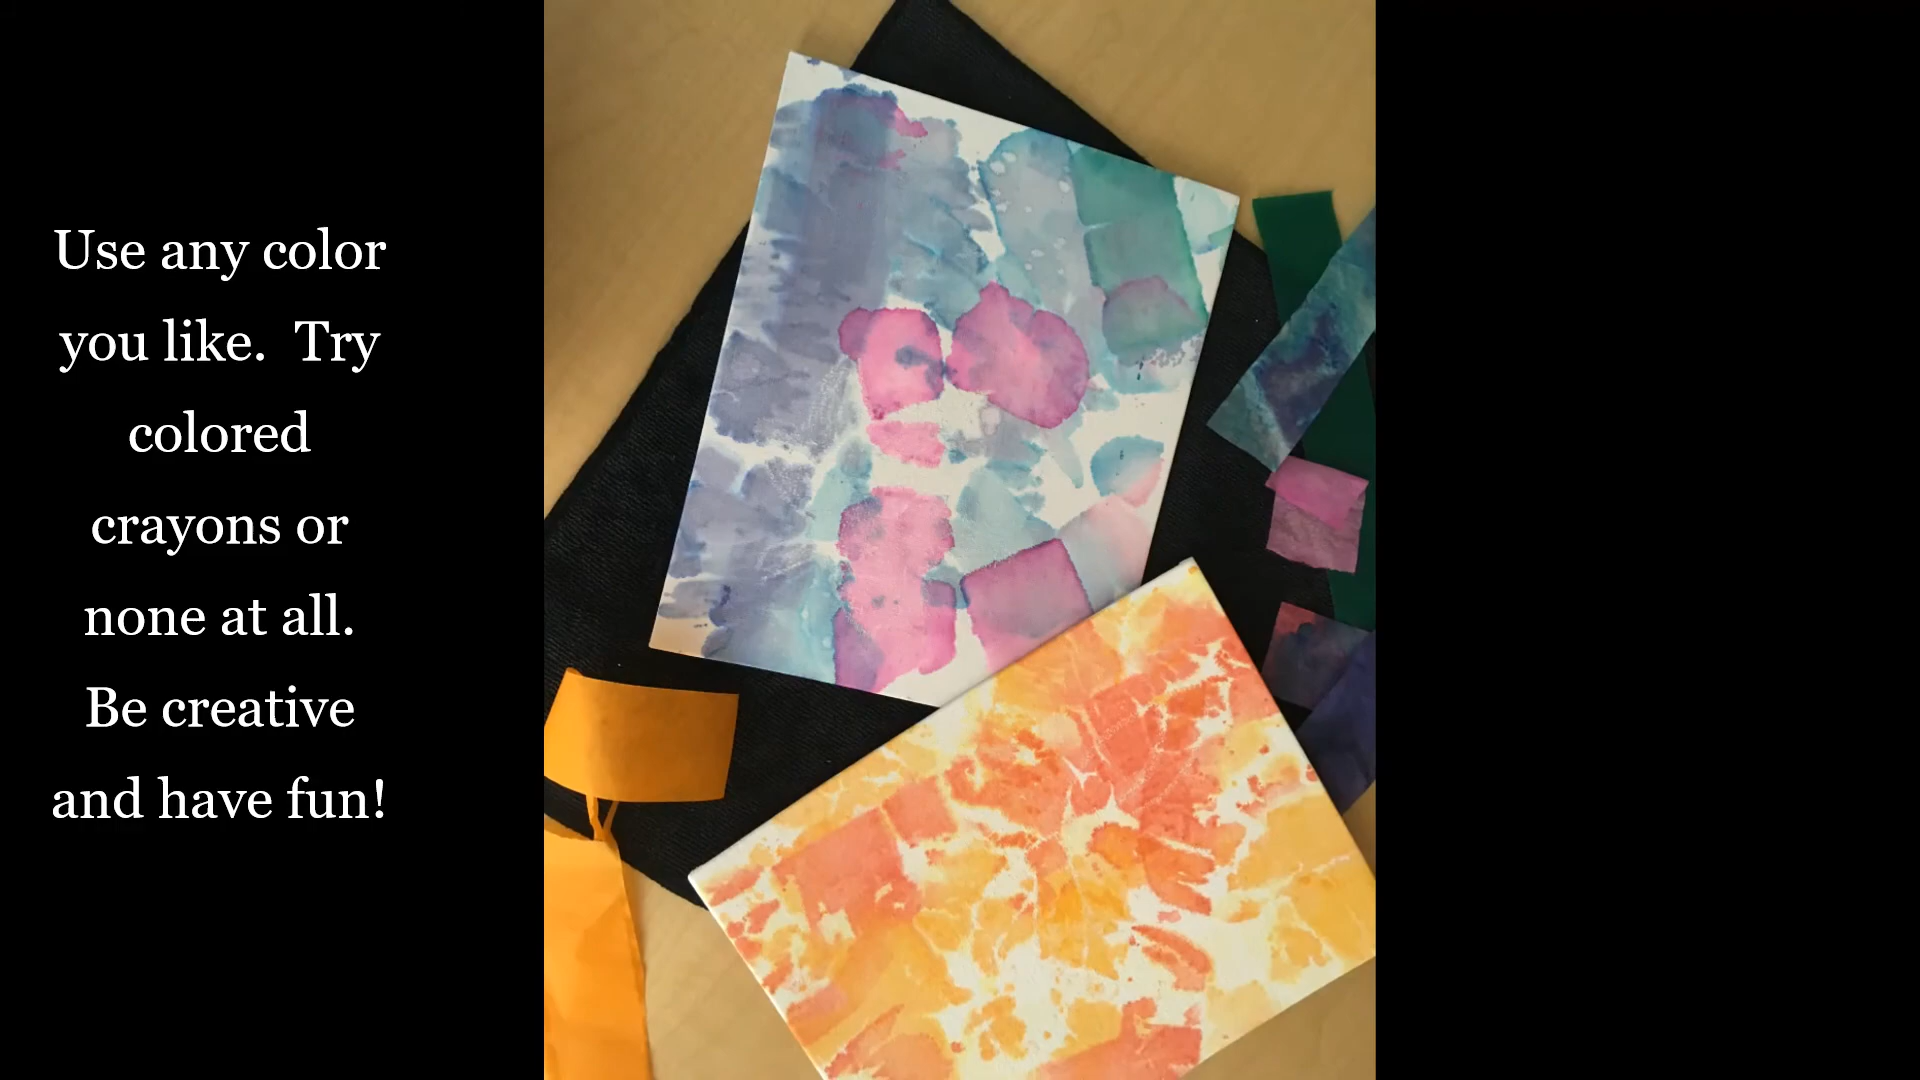 Use any color
you like.  Try
colored
crayons or
none at all.
Be creative
and have fun!